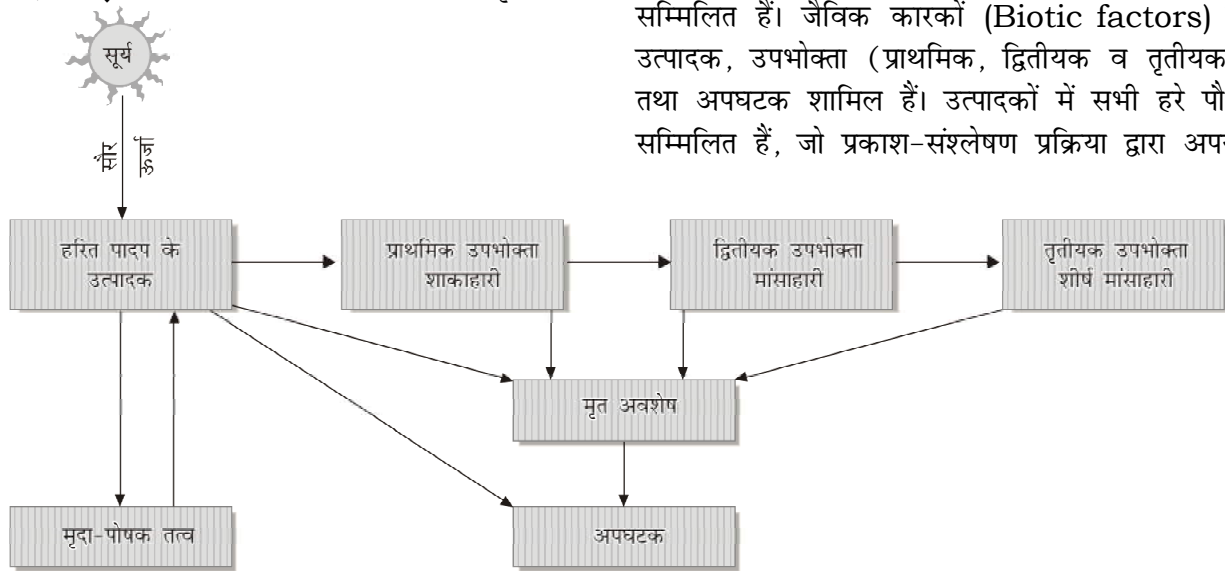 सम्मिलित हैं। जैविक कारकों (Biotic factors)
उत्पादक, उपभोक्ता (प्राथमिक, द्वितीयक व तृतीयक
तथा अपघटक शामिल हैं। उत्पादकों में सभी हरे
सम्मिलित हैं, जो प्रकाश-संश्लेषण प्रक्रिया द्वारा
सूर्य
सौर
ऊर्जा
हरित पादप के
उत्पादक
प्राथमिक उपभोक्ता
शाकाहारी
द्वितीयक उपभोक्ता
मांसाहारी
तृतीयक उपभोक्ता
शीर्ष मांसाहारी
मृत अवशेष
मृदा-पोषक तत्व
अपघटक